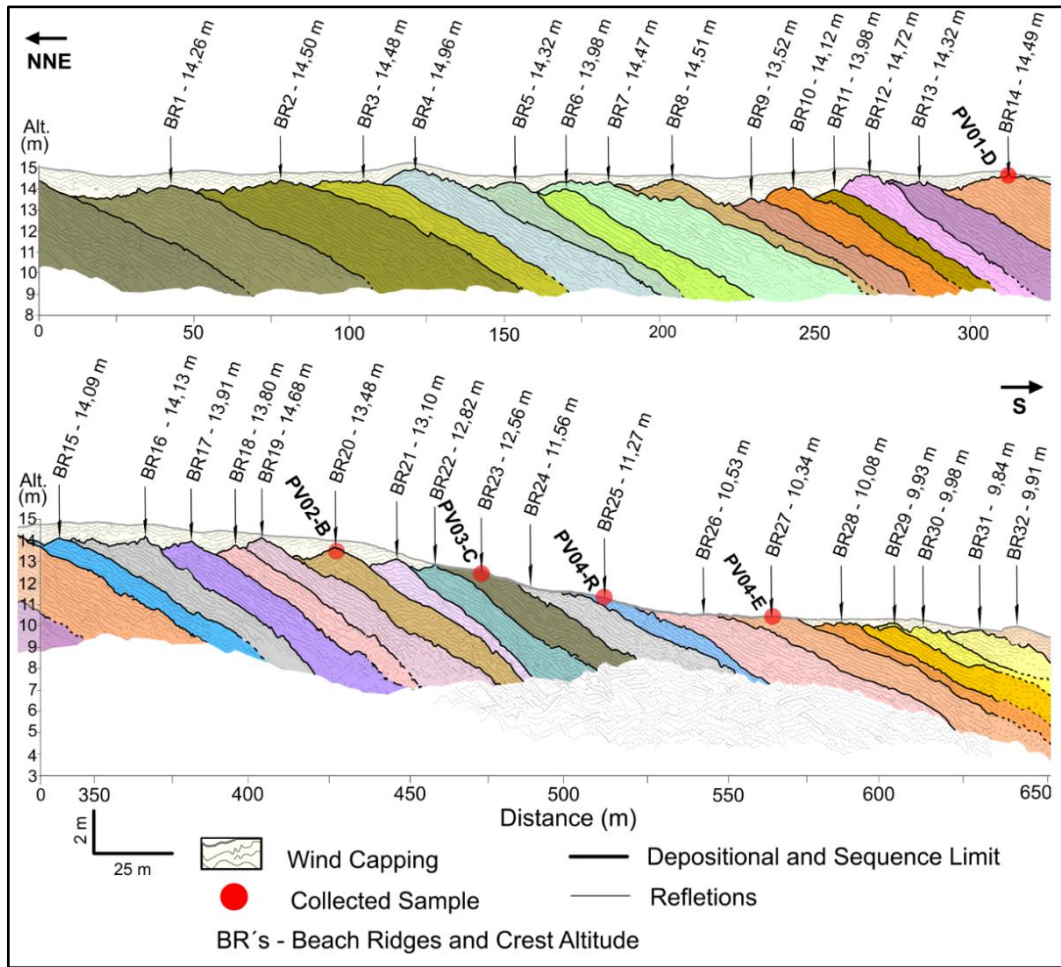 NNE
BR1 - 14,26 m
BR2 - 14,50 m
BR3 - 14,48 m
BR4 - 14,96 m
BR5 - 14,32 m
BR6 - 13,98 m
BR7 - 14,47 m
BR8 - 14,51 m
BR9 - 13,52 m
BR10 - 14,12 m
BR11 - 13,98 m
BR12 - 14,72 m
BR13 - 14,32 m
PV01-D
BR14 - 14,49 m
Alt.
(m)
15
14
13
12
11
10
9
8
0
50
100
150
200
250
300
S
BR15 - 14,09 m
BR16 - 14,13 m
BR17 - 13,91 m
BR18 - 13,80 m
BR19 - 14,68 m
PV02-B
BR20 - 13,48 m
BR21 - 13,10 m
BR22 - 12,82 m
PV03-C
BR23 - 12,56 m
BR24 - 11,56 m
PV04-R
BR25 - 11,27 m
BR26 - 10,53 m
PV04-E
BR27 - 10,34 m
BR28 - 10,08 m
BR29 - 9,93 m
BR30 - 9,98 m
BR31 - 9,84 m
BR32 - 9,91 m
Alt.
(m)
15
14
13
12
11
10
9
8
7
6
5
4
3
0
350
400
450
500
550
600
650
Distance (m)
2 m
25 m
Wind Capping
Depositional and Sequence Limit
Collected Sample
Refletions
BR´s - Beach Ridges and Crest Altitude